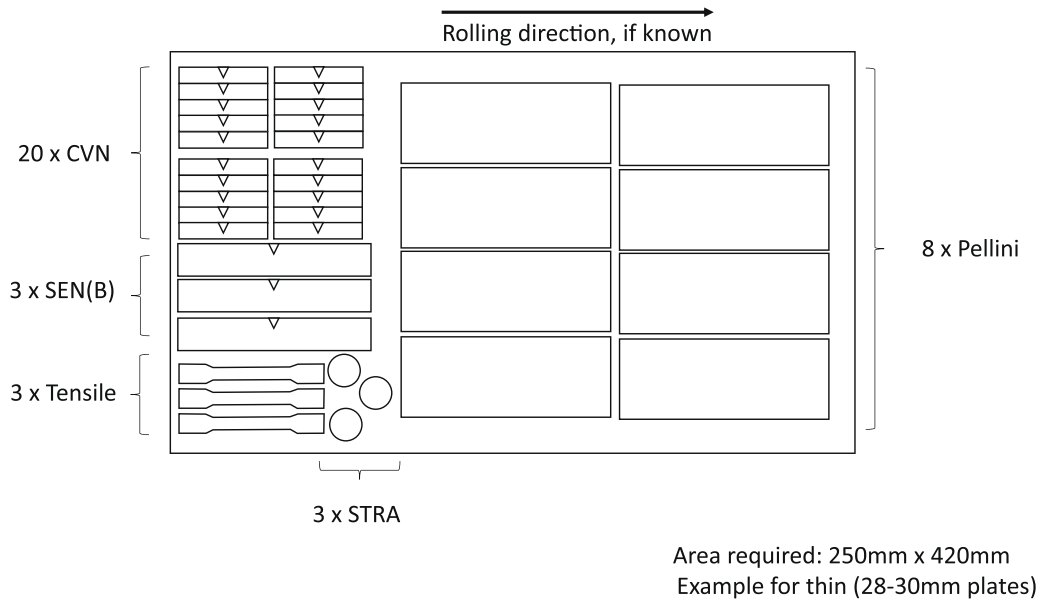 Rolling direction, if known
20 x CVN
8 x Pellini
3 x SEN(B)
3 x Tensile
3 x STRA
Area required: 250mm x 420mm
Example for thin (28-30mm plates)